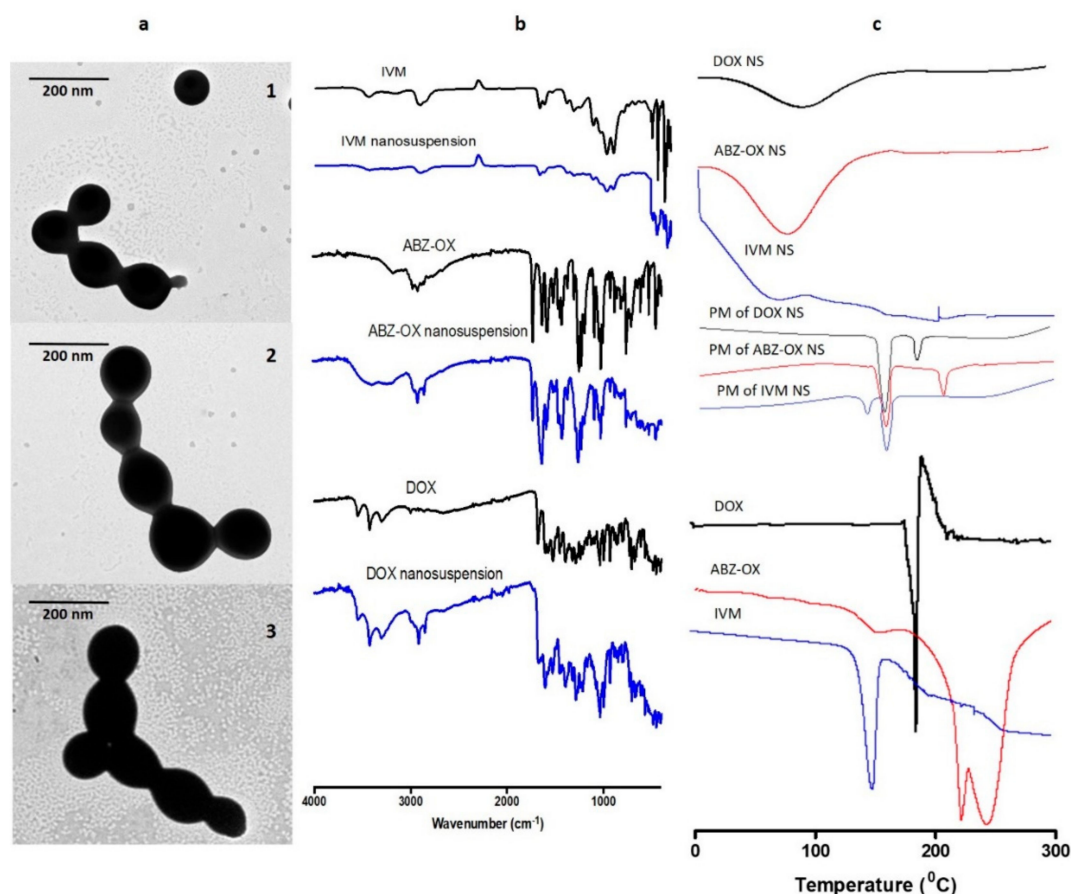 a
b
c
200 nm
1
2
200 nm
3
IVM
IVM nanosuspension
ABZ-OX
ABZ-OX nanosuspension
DOX
DOX nanosuspension
4000 3000 2000 1000
Wavenumber (cm⁻¹)
DOX NS
ABZ-OX NS
IVM NS
PM of DOX NS
PM of ABZ-OX NS
PM of IVM NS
DOX
ABZ-OX
IVM
0 100 200 300
Temperature (⁰C)